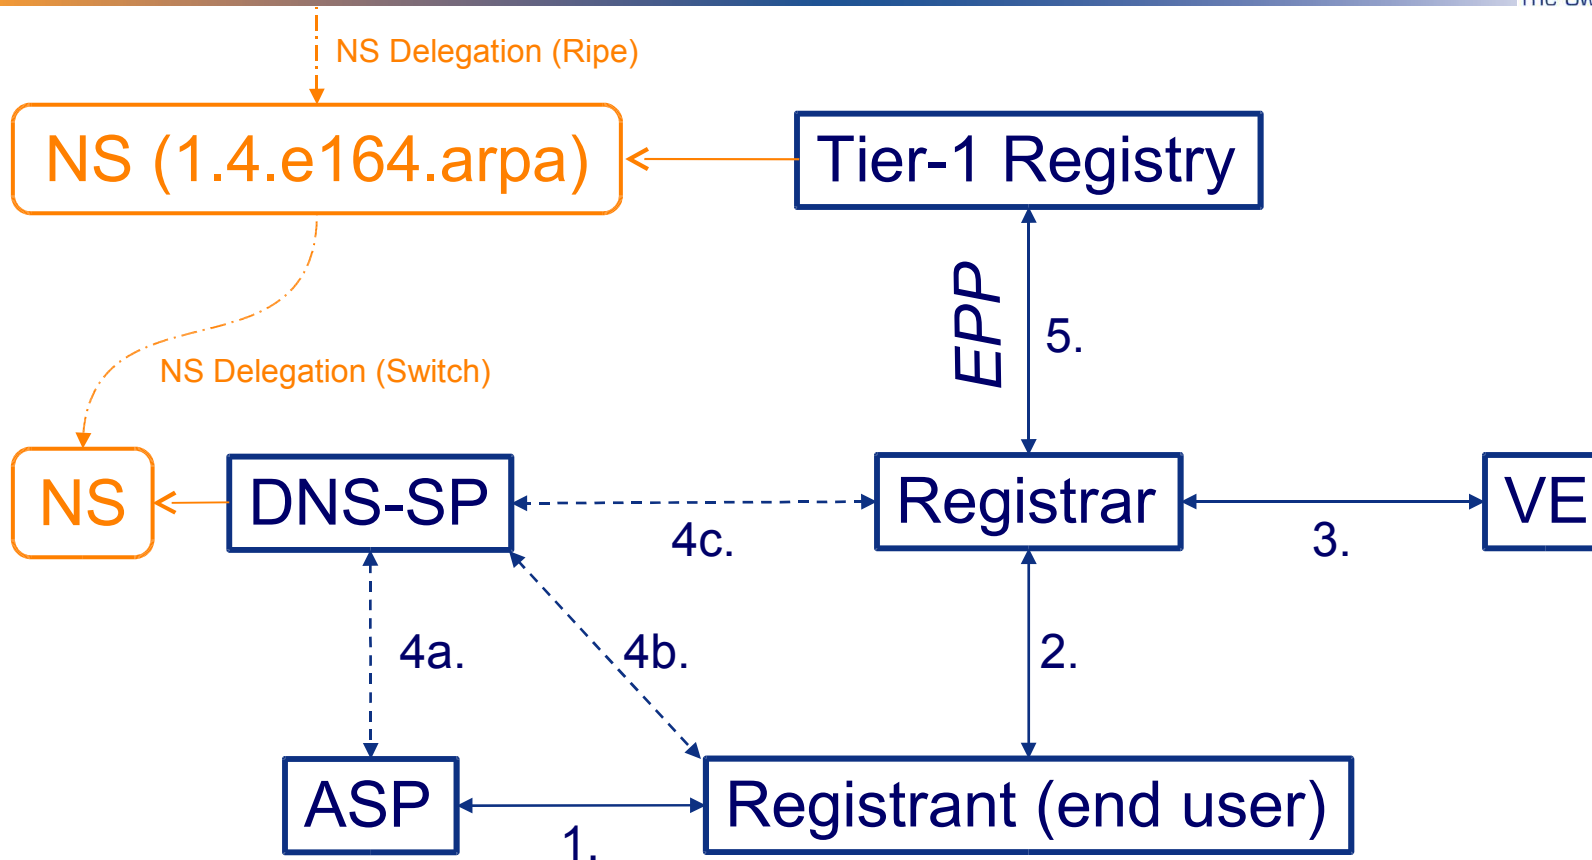 NS Delegation (Ripe)
NS (1.4.e164.arpa)
Tier-1 Registry
EPP
5.
NS Delegation (Switch)
NS
DNS-SP
4c.
Registrar
3.
VE
4a.
4b.
2.
ASP
1.
Registrant (end user)